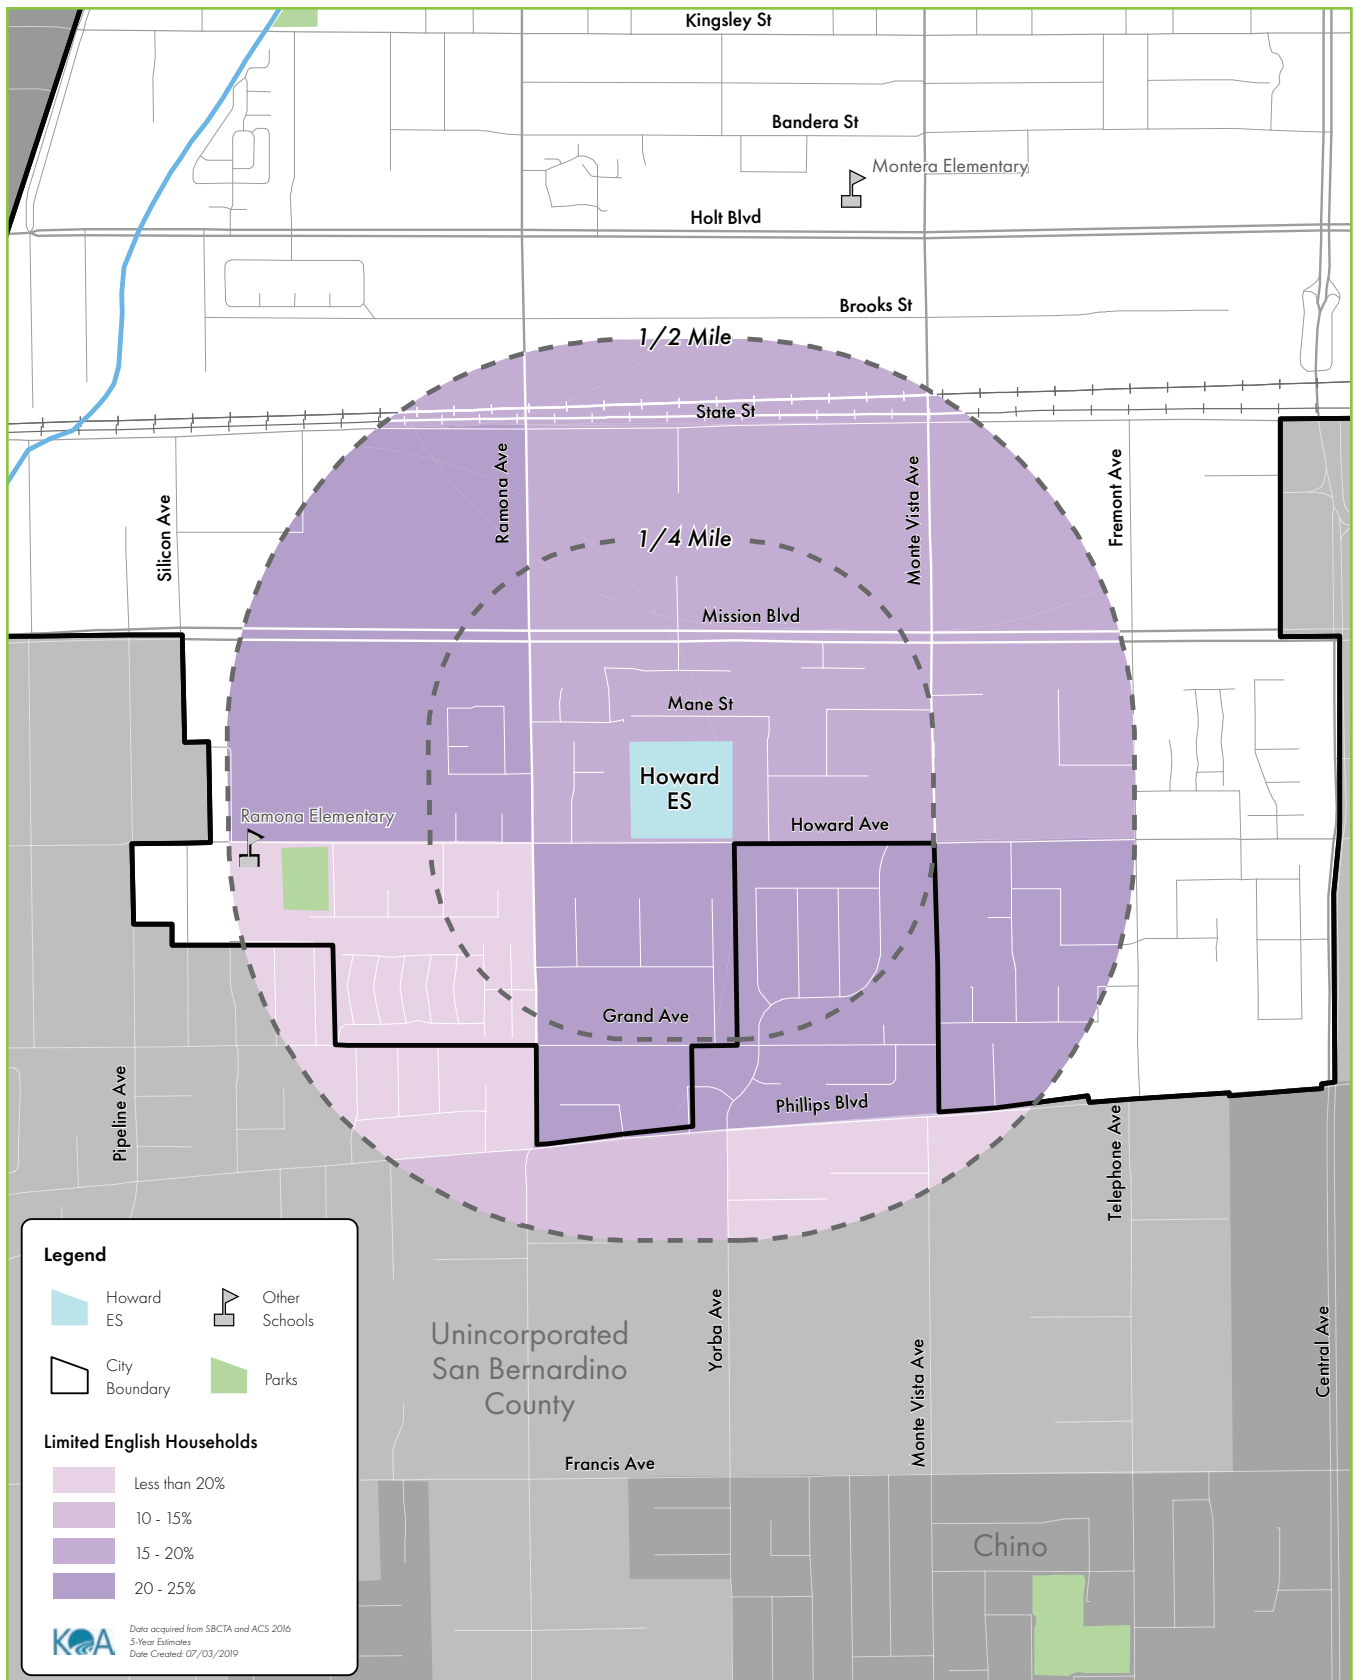 Kingsley St
Bandera St
Montera Elementary
Holt Blvd
Brooks St
1/2 Mile
State St
Ramona Ave
Monte Vista Ave
Fremont Ave
Silicon Ave
1/4 Mile
Mission Blvd
Mane St
Howard
ES
Ramona Elementary
Howard Ave
Grand Ave
Pipeline Ave
Phillips Blvd
Telephone Ave
Legend
Howard
ES
Other
Schools
City
Boundary
Parks
Limited English Households
Less than 20%
10 - 15%
15 - 20%
20 - 25%
KOA
Data acquired from SBCTA and ACS 2016
5-Year Estimates
Date Created: 07/03/2019
Unincorporated
San Bernardino
County
Yorba Ave
Monte Vista Ave
Central Ave
Francis Ave
Chino